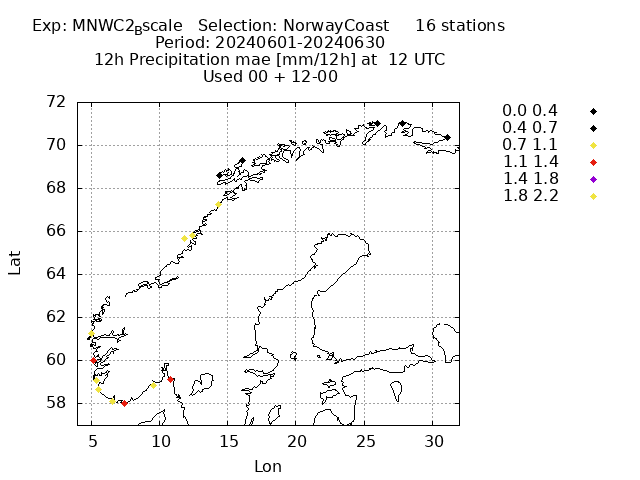 Exp: MNWC2_Bscale Selection: NorwayCoast 16 stations
Period: 20240601-20240630
12h Precipitation mae [mm/12h] at 12 UTC
Used 00 + 12-00
0.0 0.4
0.4 0.7
0.7 1.1
1.1 1.4
1.4 1.8
1.8 2.2
72
70
68
66
64
62
60
58
Lat
5 10 15 20 25 30
Lon